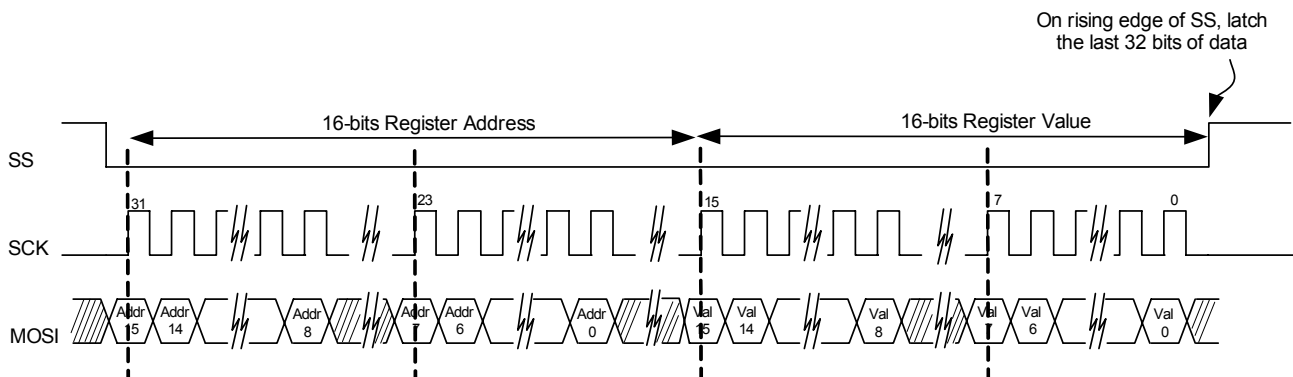 On rising edge of SS, latch
the last 32 bits of data
16-bits Register Address
16-bits Register Value
SS
31
23
15
7
0
SCK
MOSI
Addr
15
Addr
14
Addr
8
Addr
7
Addr
6
Addr
0
Val
15
Val
14
Val
8
Val
7
Val
6
Val
0